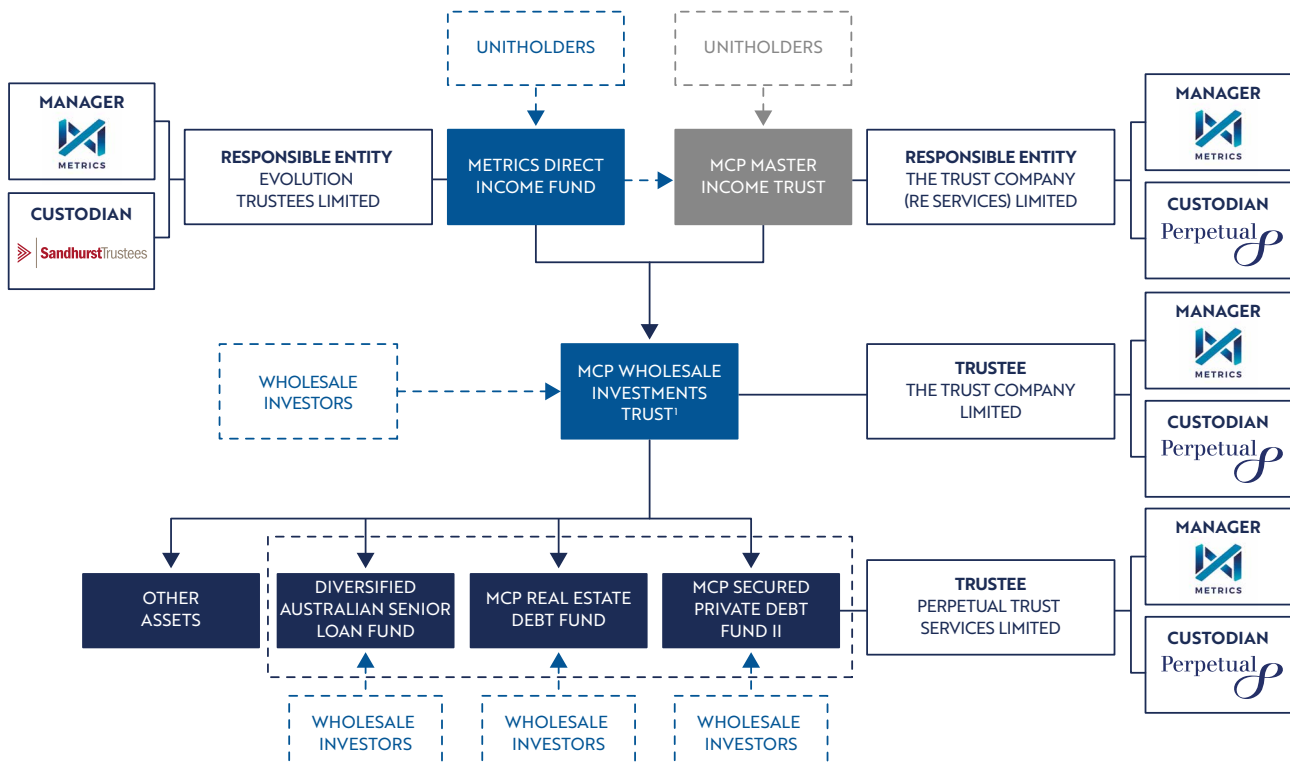 UNITHOLDERS
UNITHOLDERS
MANAGER
METRICS
CUSTODIAN
SandhurstTrustees
RESPONSIBLE ENTITY
EVOLUTION
TRUSTEES LIMITED
METRICS DIRECT
INCOME FUND
MCP MASTER
INCOME TRUST
RESPONSIBLE ENTITY
THE TRUST COMPANY
(RE SERVICES) LIMITED
MANAGER
METRICS
CUSTODIAN
Perpetual
WHOLESALE
INVESTORS
MCP WHOLESALE
INVESTMENTS
TRUST¹
TRUSTEE
THE TRUST COMPANY
LIMITED
MANAGER
METRICS
CUSTODIAN
Perpetual
OTHER
ASSETS
DIVERSIFIED
AUSTRALIAN SENIOR
LOAN FUND
MCP REAL ESTATE
DEBT FUND
MCP SECURED
PRIVATE DEBT
FUND II
TRUSTEE
PERPETUAL TRUST
SERVICES LIMITED
MANAGER
METRICS
CUSTODIAN
Perpetual
WHOLESALE
INVESTORS
WHOLESALE
INVESTORS
WHOLESALE
INVESTORS